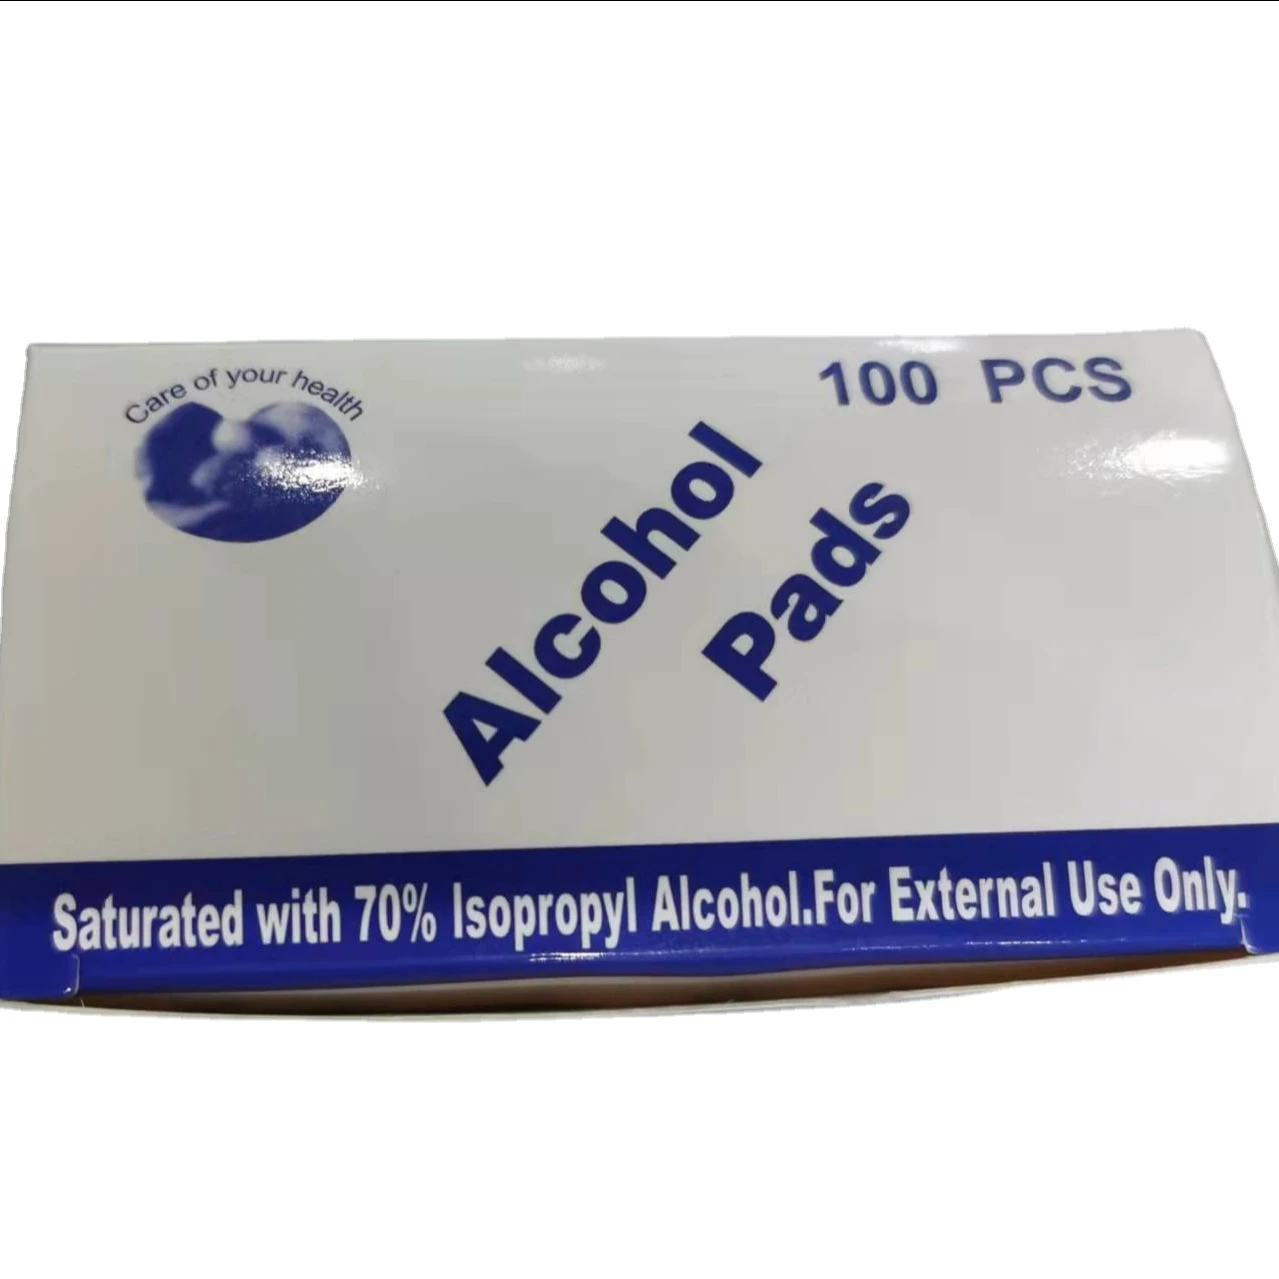 Care of your health
100 PCS
Alcohol
Pads
Saturated with 70% Isopropyl Alcohol.For External Use Only.